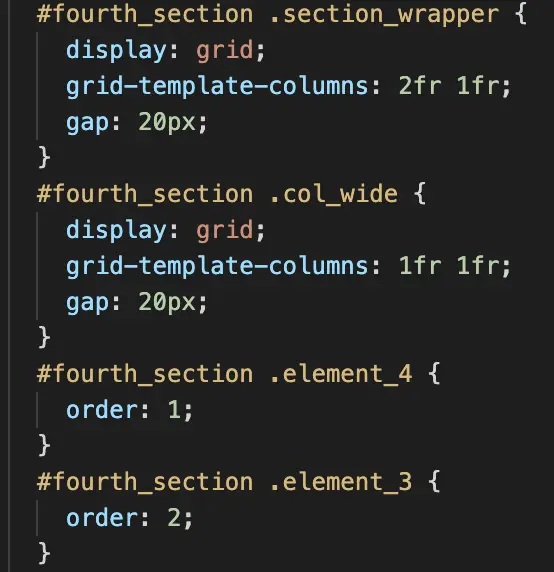 #fourth_section .section_wrapper {
  display: grid;
  grid-template-columns: 2fr 1fr;
  gap: 20px;
}
#fourth_section .col_wide {
  display: grid;
  grid-template-columns: 1fr 1fr;
  gap: 20px;
}
#fourth_section .element_4 {
  order: 1;
}
#fourth_section .element_3 {
  order: 2;
}